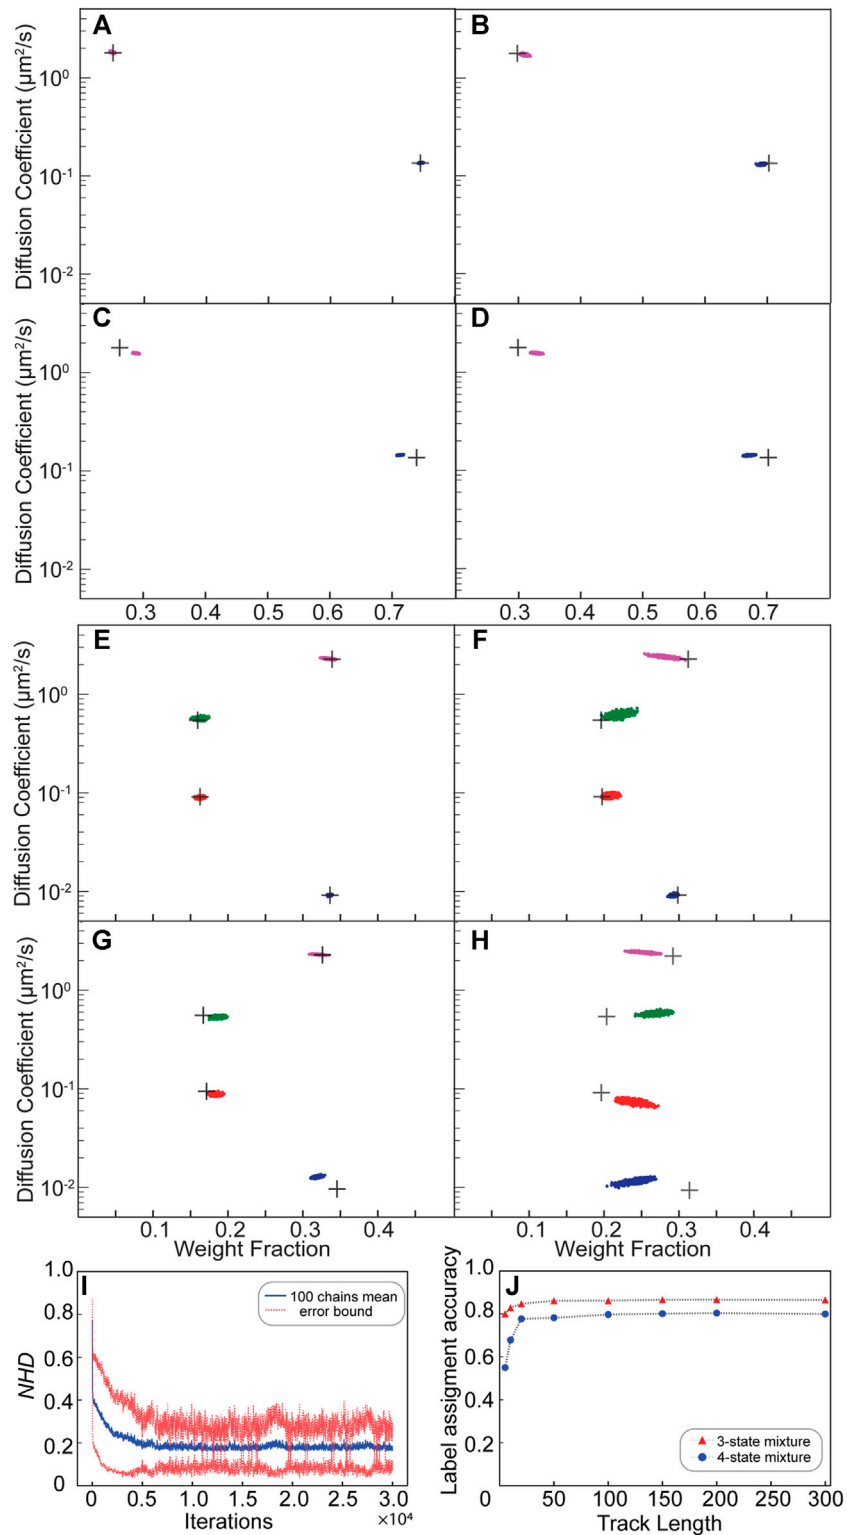 A
B
Diffusion Coefficient (µm²/s)
10⁰
10⁻¹
10⁻²
C
D
Diffusion Coefficient (µm²/s)
10⁰
10⁻¹
10⁻²
0.3 0.4 0.5 0.6 0.7 0.3 0.4 0.5 0.6 0.7
E
F
Diffusion Coefficient (µm²/s)
10⁰
10⁻¹
10⁻²
G
H
Diffusion Coefficient (µm²/s)
10⁰
10⁻¹
10⁻²
0.1 0.2 0.3 0.4 0.1 0.2 0.3 0.4
Weight Fraction Weight Fraction
I
NHD
1.0
0.8
0.6
0.4
0.2
0
100 chains mean
error bound
0 0.5 1.0 1.5 2.0 2.5 3.0
×10⁴
Iterations
J
Label assigment accuracy
1.0
0.8
0.6
0.4
0.2
3-state mixture
4-state mixture
0 50 100 150 200 250 300
Track Length